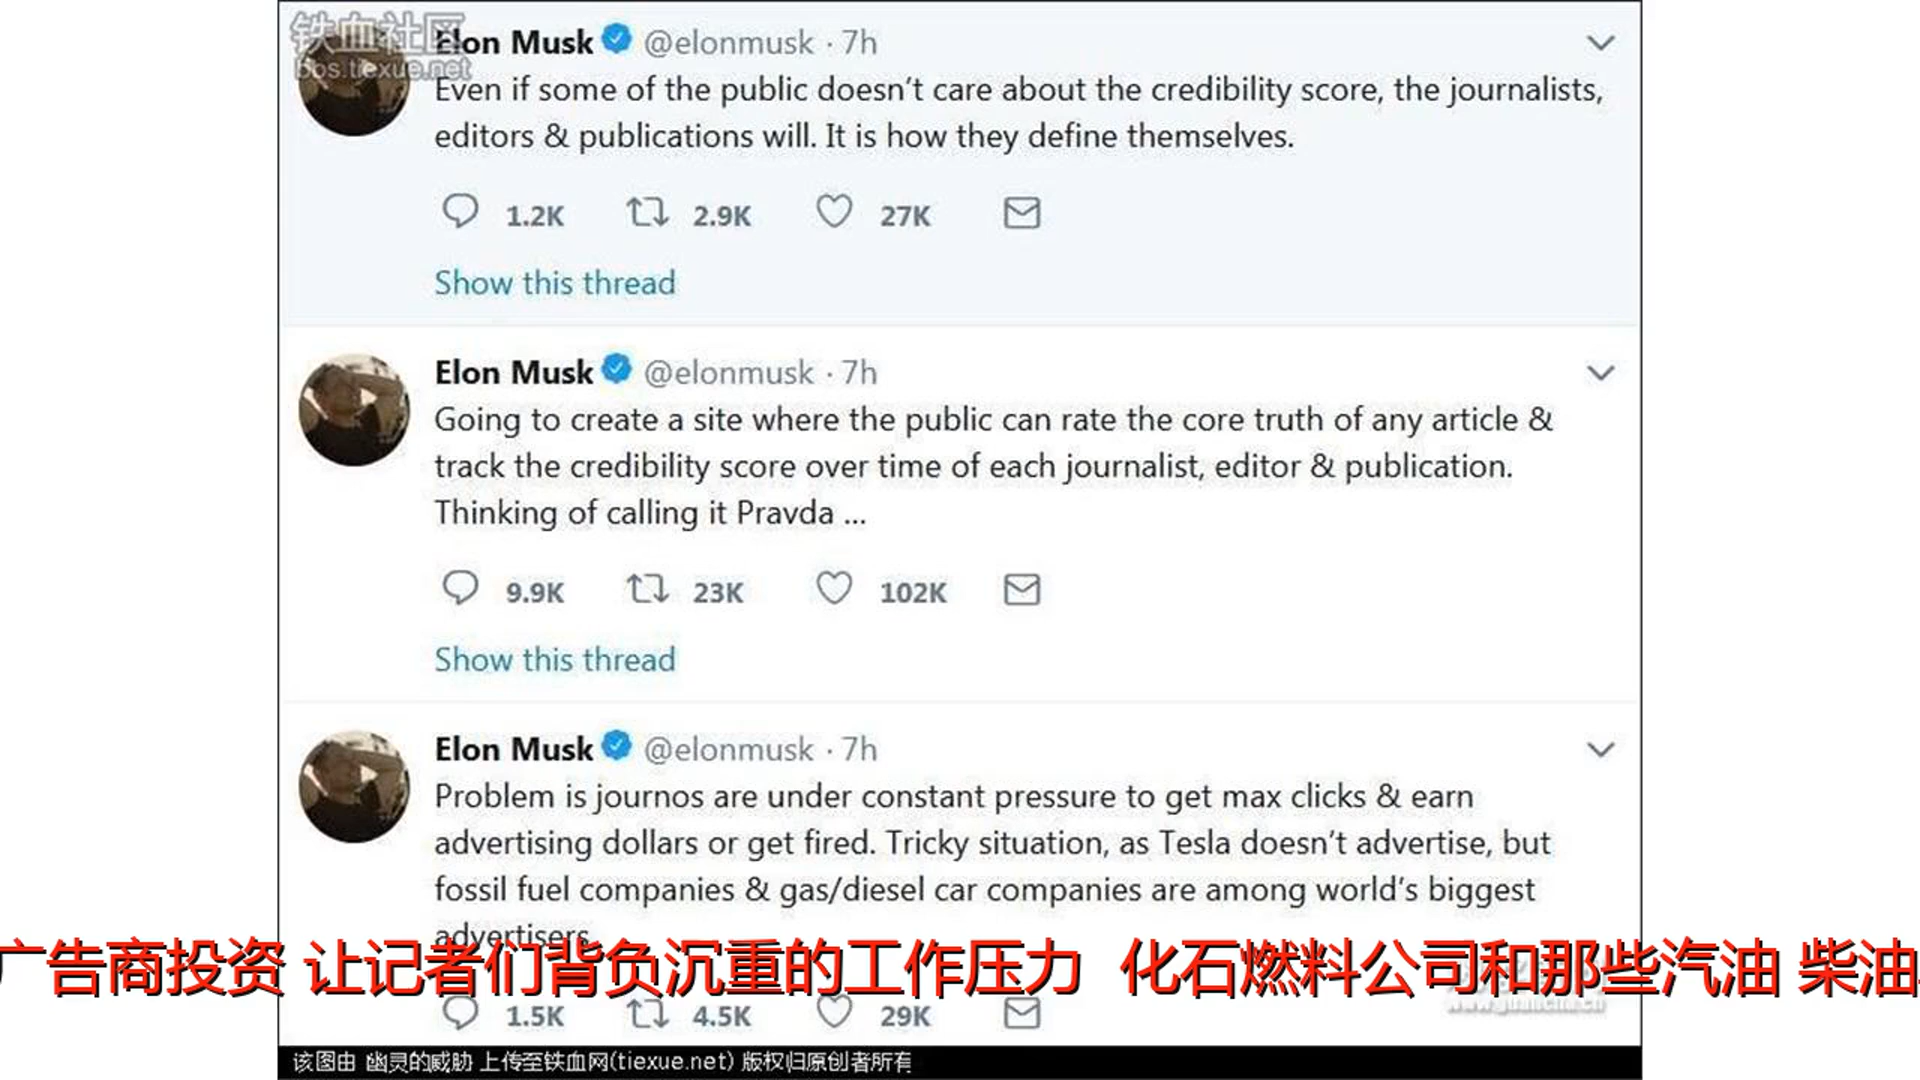 铁血社区
bbs.tiexue.net
Elon Musk @elonmusk · 7h
Even if some of the public doesn't care about the credibility score, the journalists,
editors & publications will. It is how they define themselves.
1.2K 2.9K 27K
Show this thread
Elon Musk @elonmusk · 7h
Going to create a site where the public can rate the core truth of any article &
track the credibility score over time of each journalist, editor & publication.
Thinking of calling it Pravda ...
9.9K 23K 102K
Show this thread
Elon Musk @elonmusk · 7h
Problem is journos are under constant pressure to get max clicks & earn
advertising dollars or get fired. Tricky situation, as Tesla doesn't advertise, but
fossil fuel companies & gas/diesel car companies are among world's biggest
advertisers
广告商投资 让记者们背负沉重的工作压力 化石燃料公司和那些汽油 柴油
1.5K 4.5K 29K
该图由 幽灵的威胁 上传至铁血网(tiexue.net) 版权归原创者所有